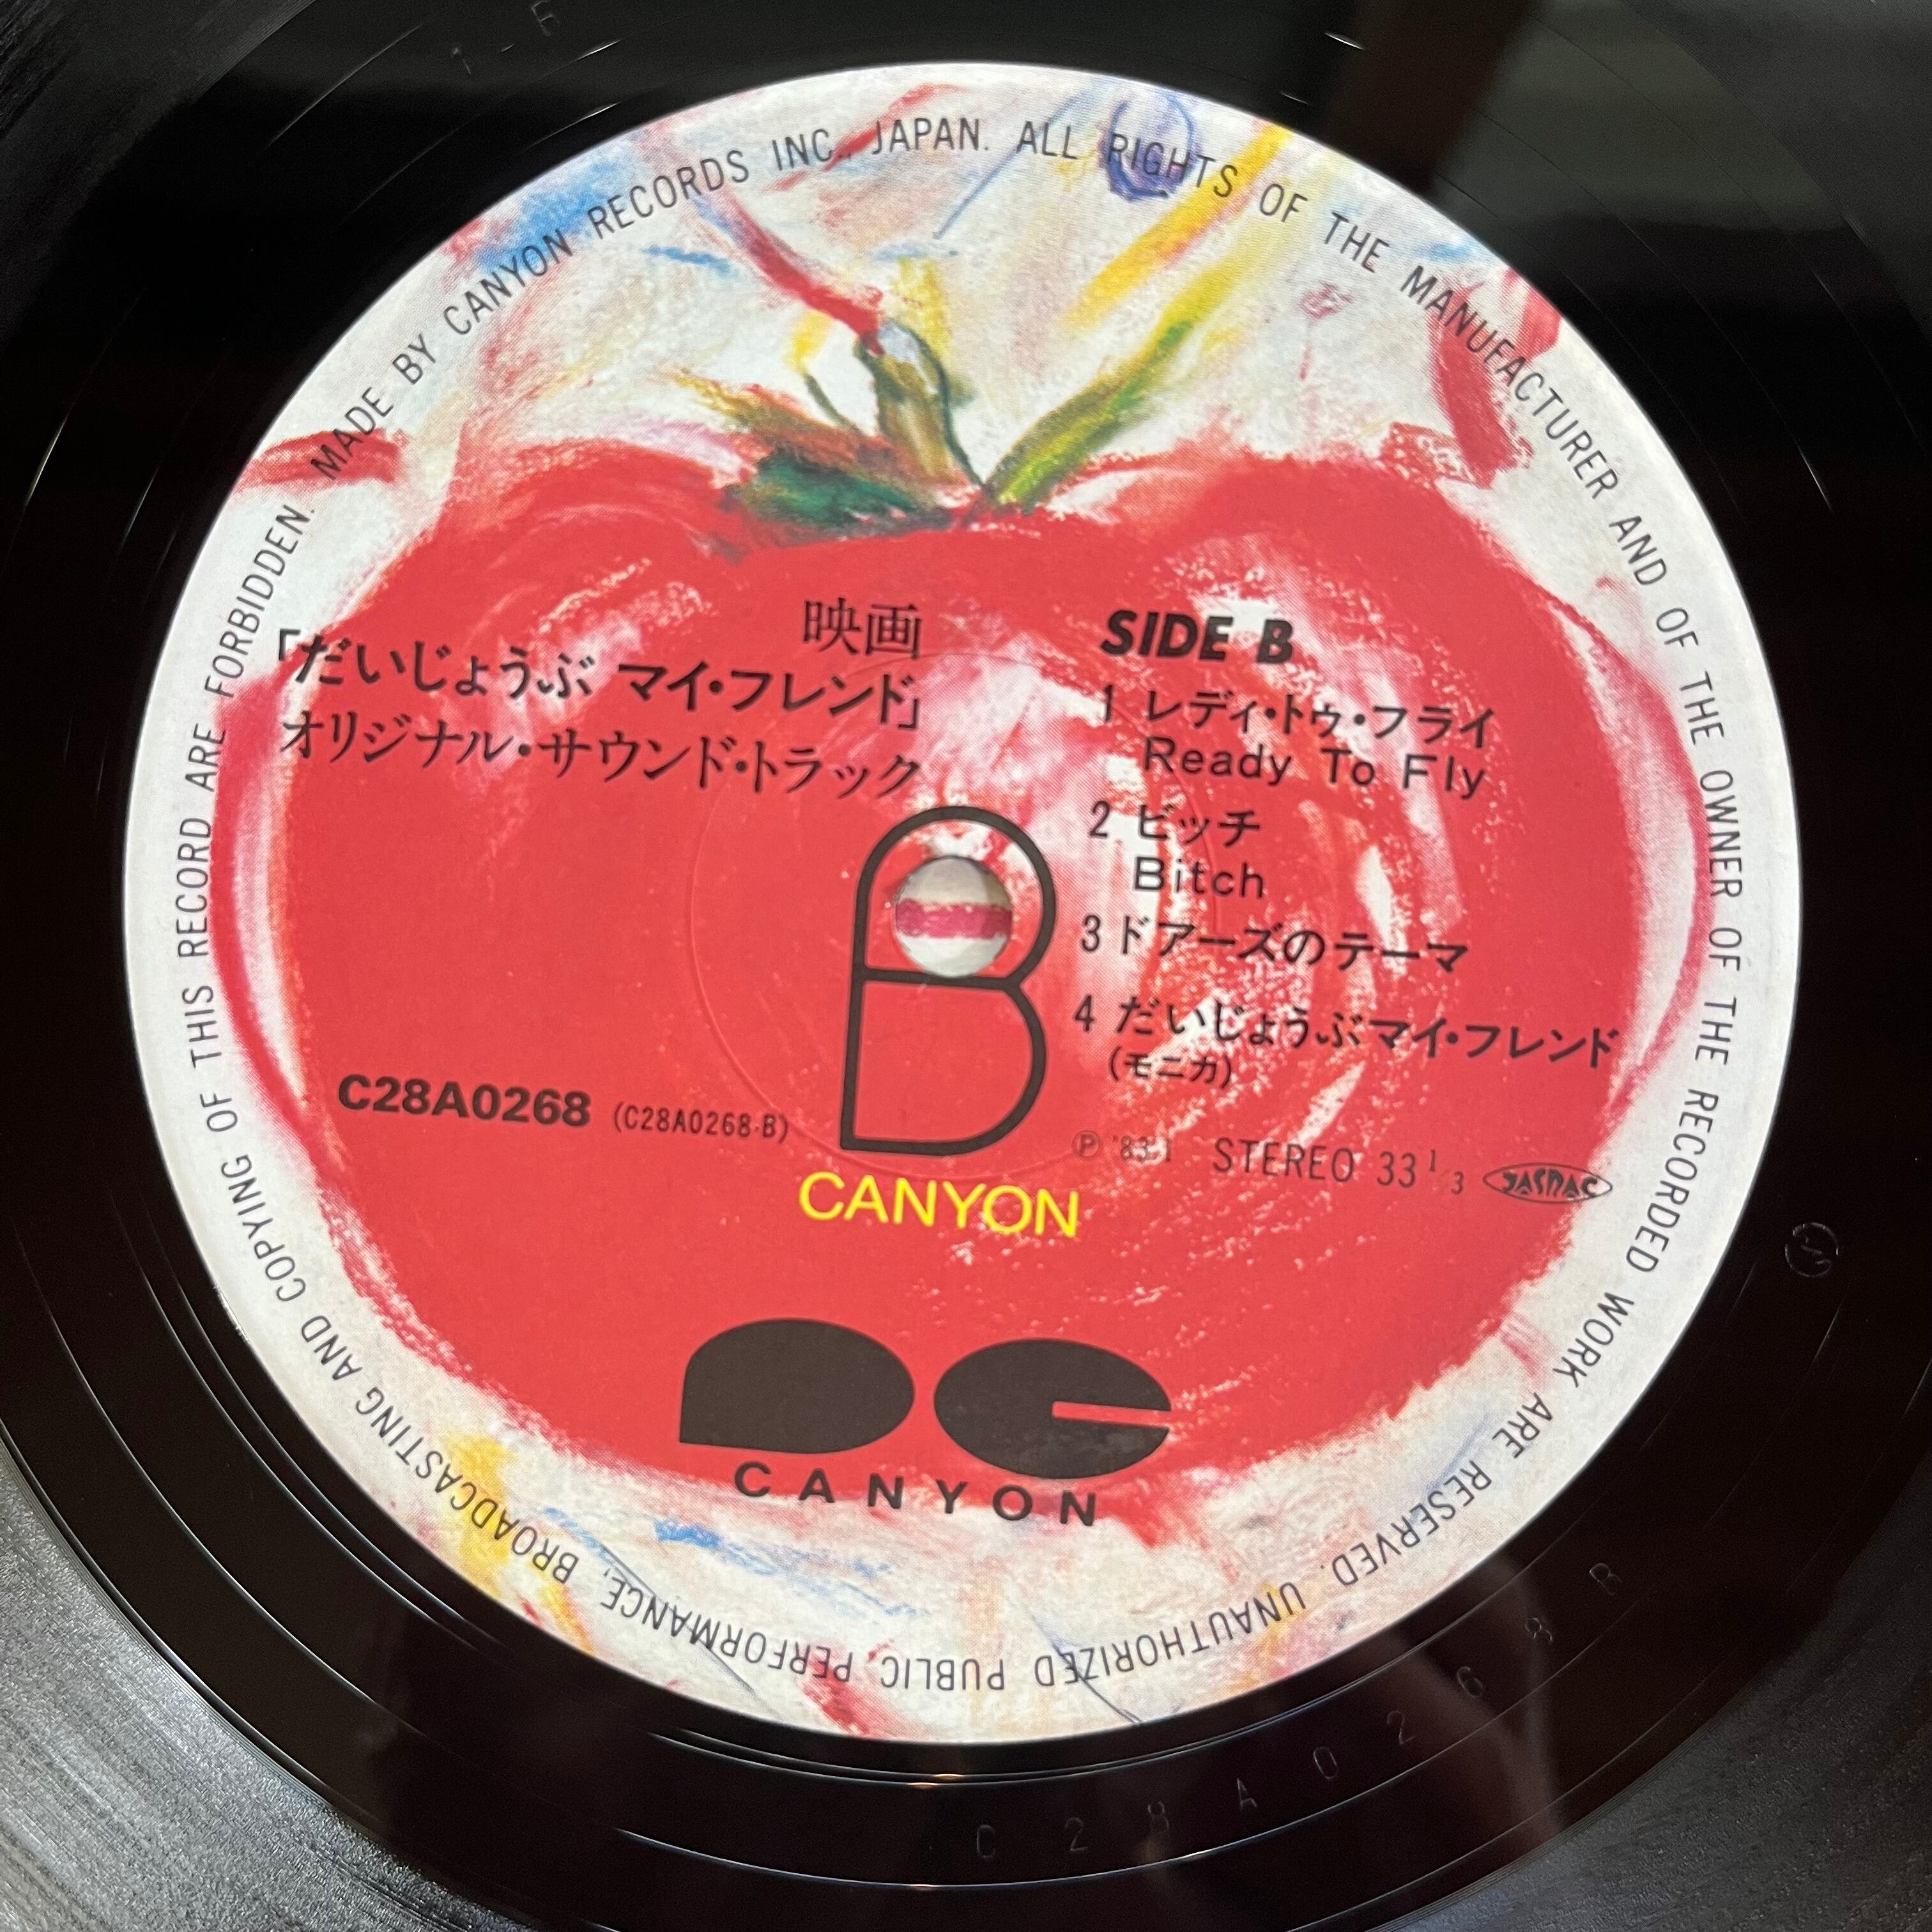 MADE BY CANYON RECORDS INC., JAPAN. ALL RIGHTS OF THE MANUFACTURER AND OF THE OWNER OF THE RECORDED WORK ARE RESERVED. UNAUTHORIZED PUBLIC PERFORMANCE, BROADCASTING AND COPYING OF THIS RECORD ARE FORBIDDEN.
映画
「だいじょうぶ マイ・フレンド」
オリジナル・サウンド・トラック
SIDE B
1 レディ・トゥ・フライ
Ready To Fly
2 ビッチ
Bitch
3 ドアーズのテーマ
4 だいじょうぶマイ・フレンド
(モニカ)
B
C28A0268 (C28A0268-B)
Ⓟ '83.1 STEREO 33 1/3 JASRAC
CANYON
PC
CANYON
C28A0268B